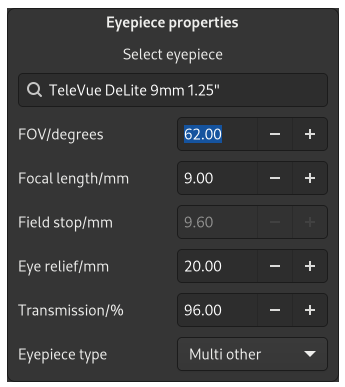 Eyepiece properties
Select eyepiece
TeleVue DeLite 9mm 1.25"
FOV/degrees 62.00 − +
Focal length/mm 9.00 − +
Field stop/mm 9.60 − +
Eye relief/mm 20.00 − +
Transmission/% 96.00 − +
Eyepiece type Multi other